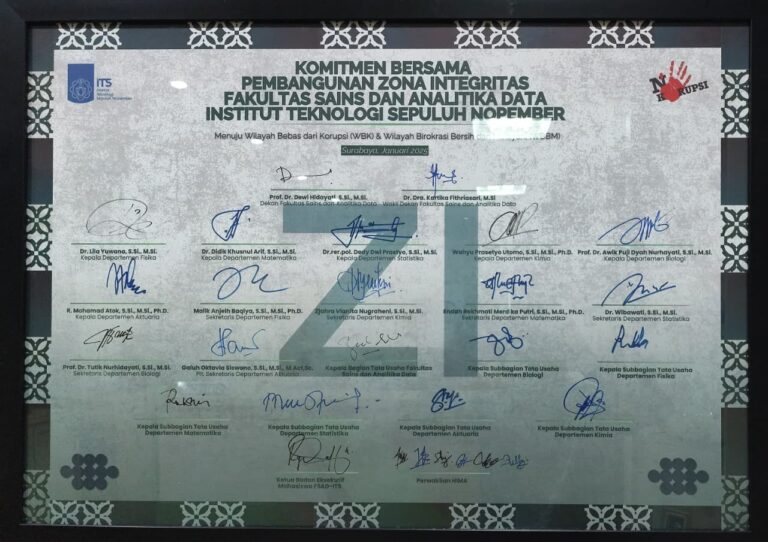 ITS
Institut
Teknologi
Sepuluh Nopember
KOMITMEN BERSAMA
PEMBANGUNAN ZONA INTEGRITAS
FAKULTAS SAINS DAN ANALITIKA DATA
INSTITUT TEKNOLOGI SEPULUH NOPEMBER
NO KORUPSI
Menuju Wilayah Bebas dari Korupsi (WBK) & Wilayah Birokrasi Bersih
Surabaya, Januari 2025
ZI
Prof. Dr. Dewi Hidayati, S.Si., M.Si.
Dekan Fakultas Sains dan Analitika Data
Dr. Dra. Kartika Fithriasari, M.Si
Wakil Dekan Fakultas Sains dan Analitika Data
Dr. Lila Yuwana, S.Si., M.Si.
Kepala Departemen Fisika
Dr. Didik Khusnul Arif, S.Si., M.Si.
Kepala Departemen Matematika
Dr.rer.pol. Dedy Dwi Prastyo, S.Si., M.Si.
Kepala Departemen Statistika
Wahyu Prasetyo Utomo, S.Si., M.Si., Ph.D.
Kepala Departemen Kimia
Prof. Dr. Awik Puji Dyah Nurhayati, S.Si., M.Si.
Kepala Departemen Biologi
R. Mohamad Atok, S.Si., M.Si., Ph.D.
Kepala Departemen Aktuaria
Malik Anjelh Baqiya, S.Si., M.Si., Ph.D.
Sekretaris Departemen Fisika
Zjahra Vianita Nugraheni, S.Si., M.Si.
Sekretaris Departemen Kimia
Endah Rokhmati Merdika Putri, S.Si., M.Si., Ph.D.
Sekretaris Departemen Matematika
Dr. Wibawati, S.Si., M.Si.
Sekretaris Departemen Statistika
Prof. Dr. Tutik Nurhidayati, S.Si., M.Si.
Sekretaris Departemen Biologi
Galuh Oktavia Siswono, S.Si., M.Si., M.Act.Sc.
Plt. Sekretaris Departemen Aktuaria
Kepala Bagian Tata Usaha Fakultas
Sains dan Analitika Data
Kepala Subbagian Tata Usaha
Departemen Biologi
Kepala Subbagian Tata Usaha
Departemen Fisika
Kepala Subbagian Tata Usaha
Departemen Matematika
Kepala Subbagian Tata Usaha
Departemen Statistika
Kepala Subbagian Tata Usaha
Departemen Aktuaria
Kepala Subbagian Tata Usaha
Departemen Kimia
Ketua Badan Eksekutif
Mahasiswa FSAD-ITS
Perwakilan HIMA